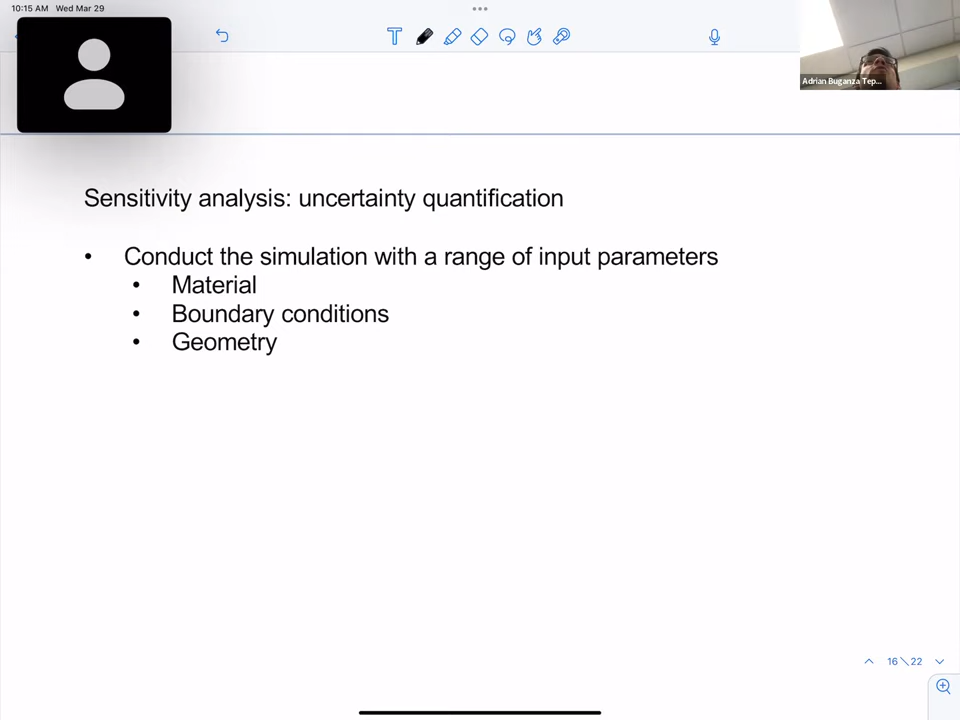 10:15 AM Wed Mar 29
Adrian Buganza Tep...
Sensitivity analysis: uncertainty quantification
• Conduct the simulation with a range of input parameters
• Material
• Boundary conditions
• Geometry
16\22